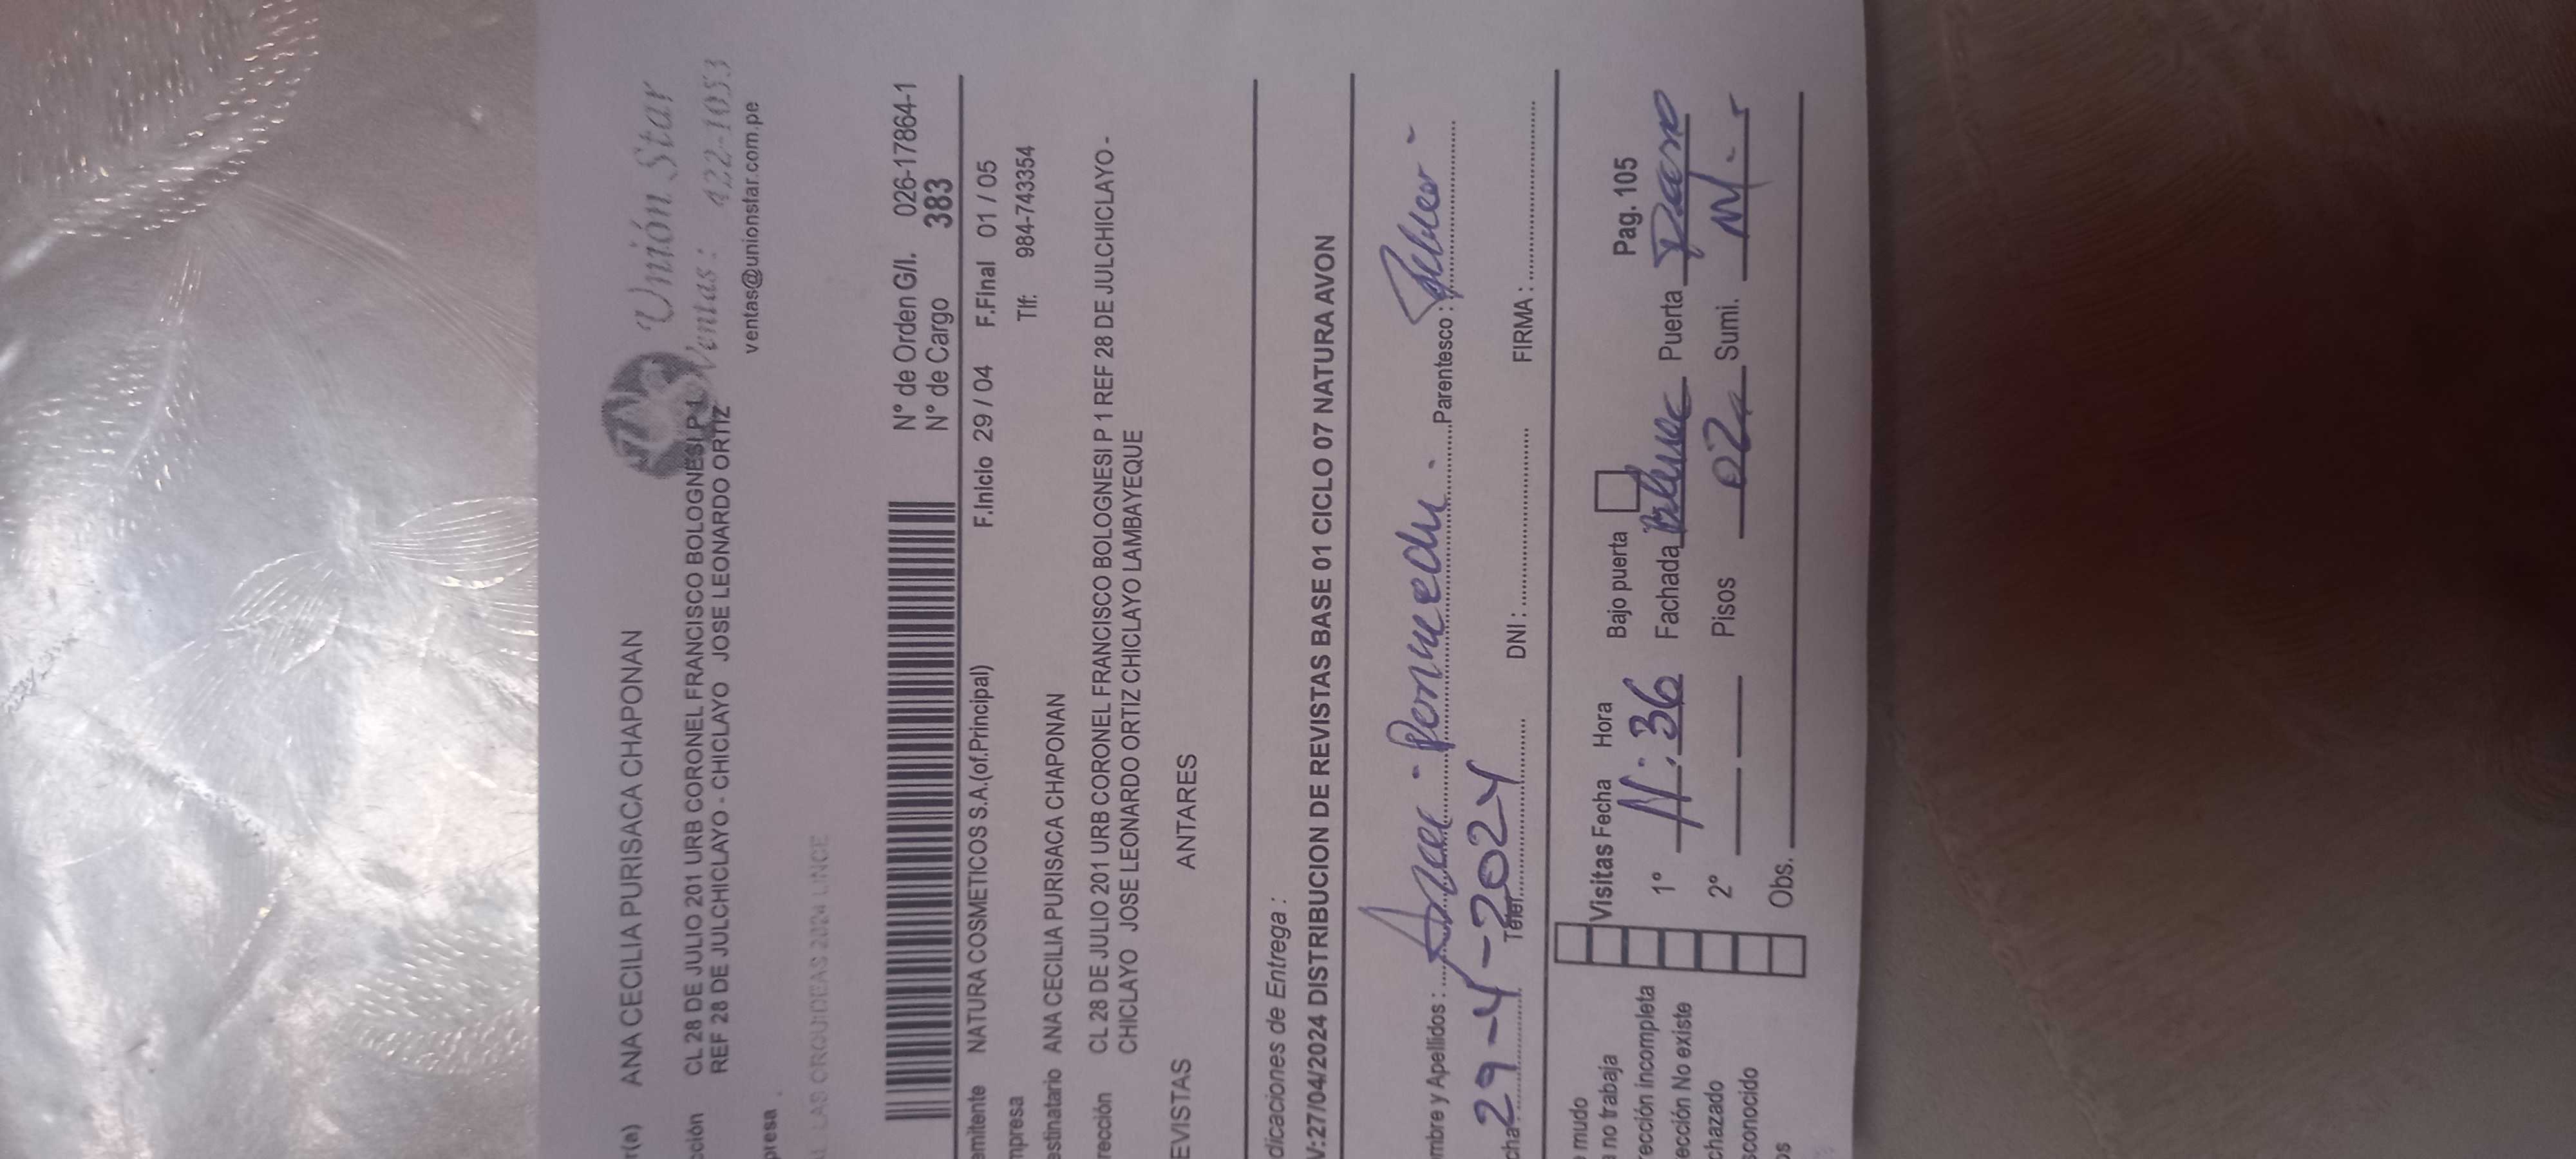 r(a) ANA CECILIA PURISACA CHAPONAN
Unión Star
cción CL 28 DE JULIO 201 URB CORONEL FRANCISCO BOLOGNESI P 1
Ventas: 422-1053
REF 28 DE JULCHICLAYO - CHICLAYO JOSE LEONARDO ORTIZ
ventas@unionstar.com.pe
presa .
LAS ORQUIDEAS 2024 LINCE
N° de Orden G/I. 026-17864-1
N° de Cargo 383
emitente NATURA COSMETICOS S.A,(of.Principal) F.Inicio 29 / 04 F.Final 01 / 05
mpresa Tlf: 984-743354
estinatario ANA CECILIA PURISACA CHAPONAN
rección CL 28 DE JULIO 201 URB CORONEL FRANCISCO BOLOGNESI P 1 REF 28 DE JULCHICLAYO -
CHICLAYO JOSE LEONARDO ORTIZ CHICLAYO LAMBAYEQUE
EVISTAS ANTARES
dicaciones de Entrega :
V:27/04/2024 DISTRIBUCION DE REVISTAS BASE 01 CICLO 07 NATURA AVON
mbre y Apellidos : Parentesco :
cha: 29-4-2024 Telef. DNI : FIRMA :
mudo
a no trabaja Visitas Fecha Hora Bajo puerta Pag. 105
rección incompleta 1° 11:36 Fachada Puerta
ección No existe
chazado 2° Pisos 02 Sumi.
sconocido
os Obs.